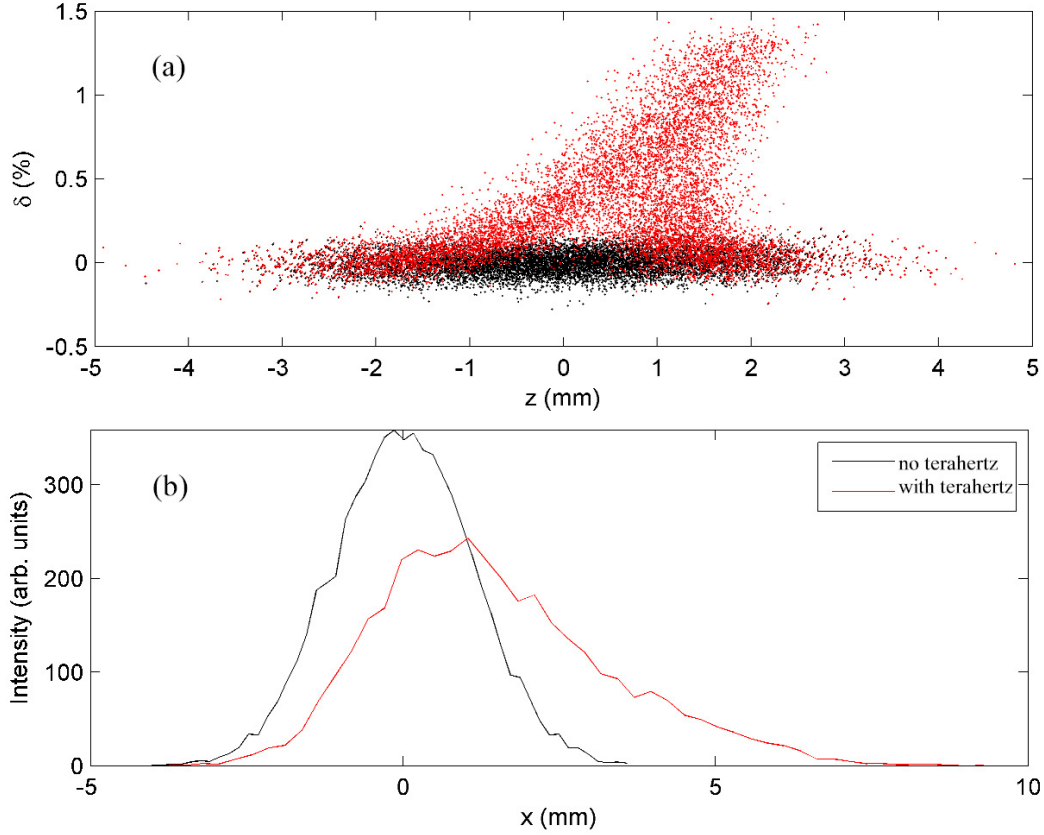 1.5
(a)
1
δ (%)
0.5
0
-0.5
-5 -4 -3 -2 -1 0 1 2 3 4 5
z (mm)
(b)
no terahertz
with terahertz
300
Intensity (arb. units)
200
100
0
-5 0 5 10
x (mm)